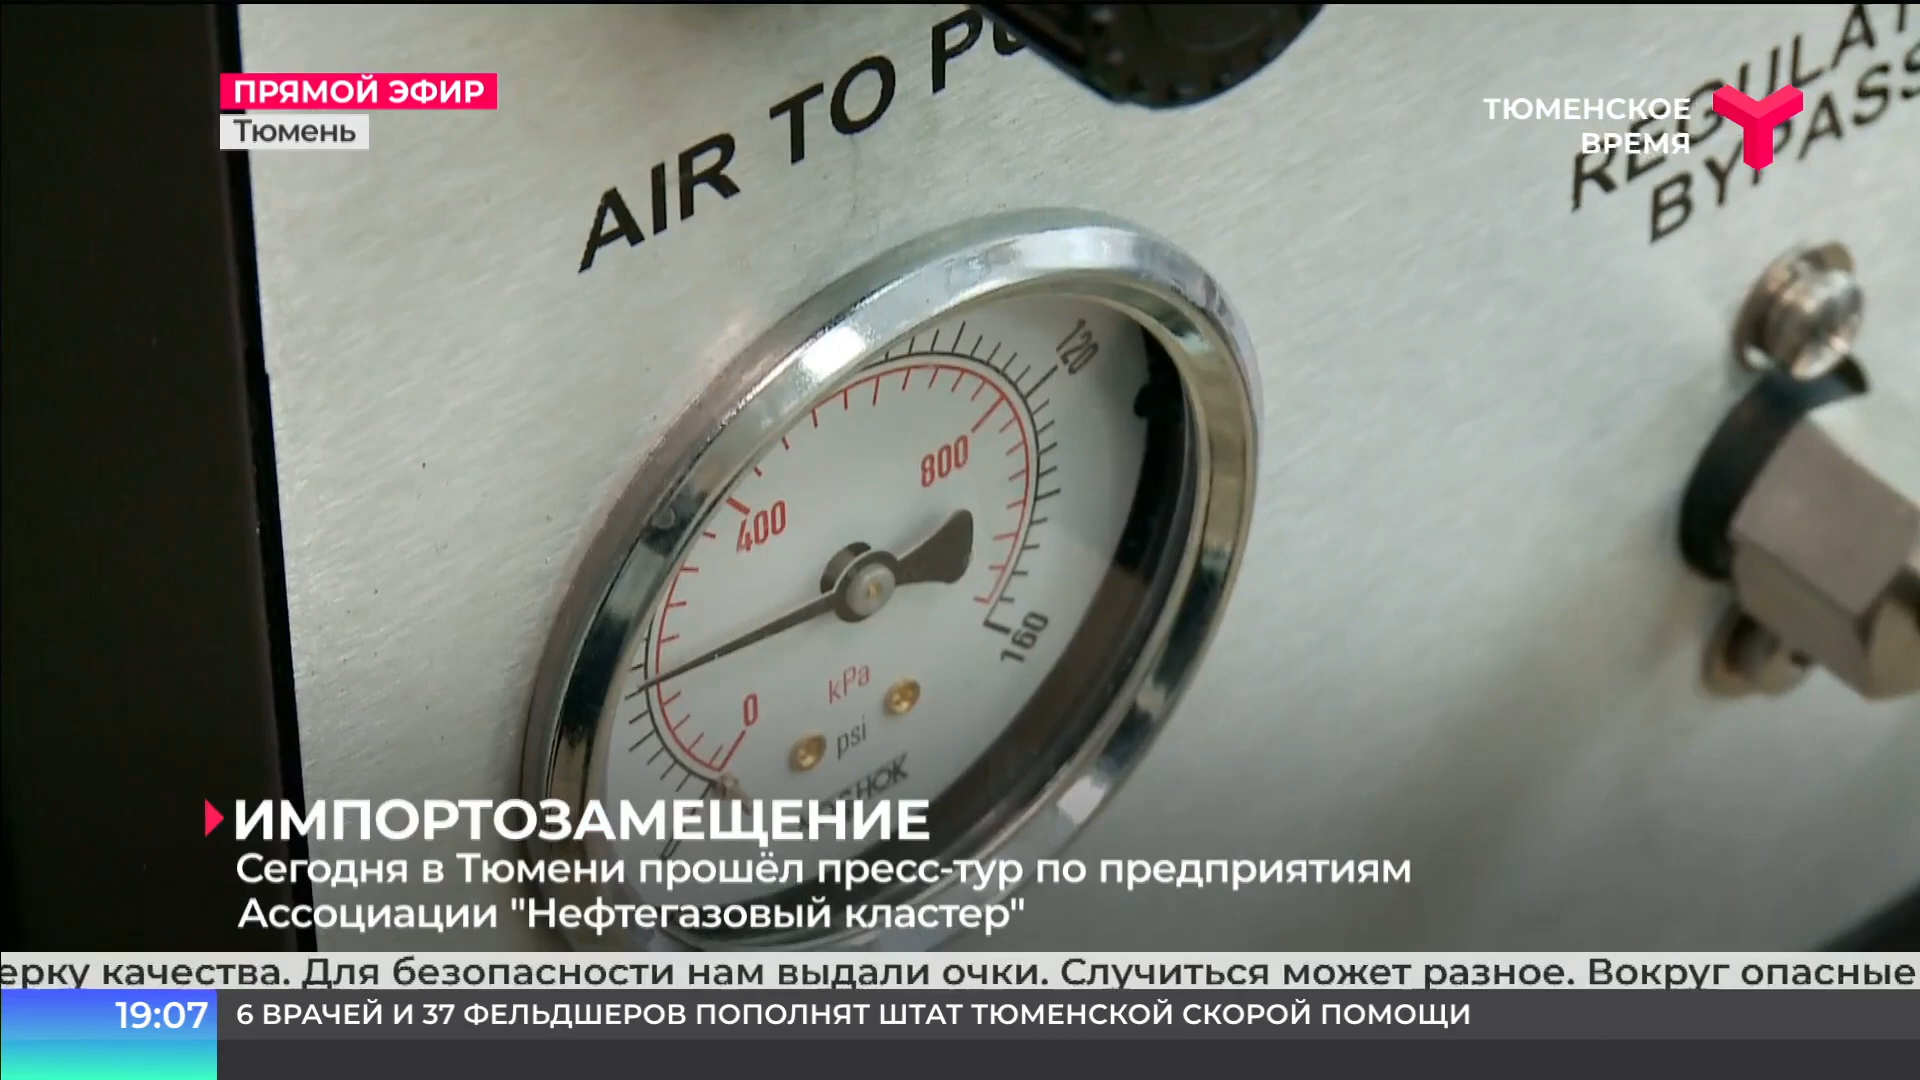 ПРЯМОЙ ЭФИР
Тюмень
ТЮМЕНСКОЕ
ВРЕМЯ
AIR TO
REGULAT
BYPASS
120
800
400
160
0
kPa
psi
ИМПОРТОЗАМЕЩЕНИЕ
Сегодня в Тюмени прошёл пресс-тур по предприятиям
Ассоциации "Нефтегазовый кластер"
ерку качества. Для безопасности нам выдали очки. Случиться может разное. Вокруг опасные
19:07
6 ВРАЧЕЙ И 37 ФЕЛЬДШЕРОВ ПОПОЛНЯТ ШТАТ ТЮМЕНСКОЙ СКОРОЙ ПОМОЩИ